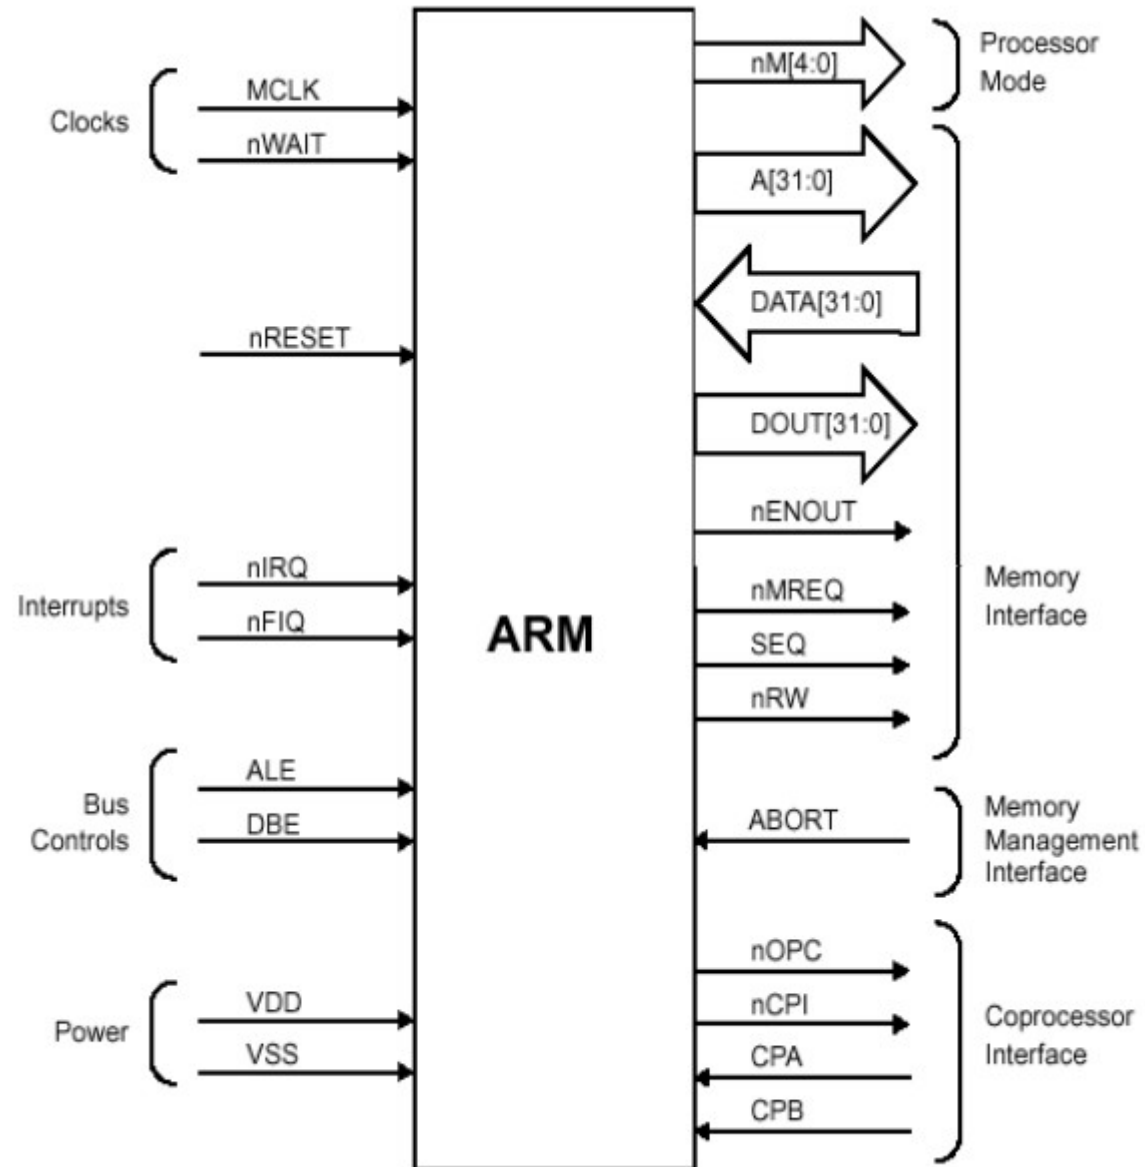 Clocks
MCLK
nWAIT
nRESET
Interrupts
nIRQ
nFIQ
Bus
Controls
ALE
DBE
Power
VDD
VSS
ARM
nM[4:0]
Processor
Mode
A[31:0]
DATA[31:0]
DOUT[31:0]
nENOUT
nMREQ
SEQ
nRW
Memory
Interface
ABORT
Memory
Management
Interface
nOPC
nCPI
CPA
CPB
Coprocessor
Interface